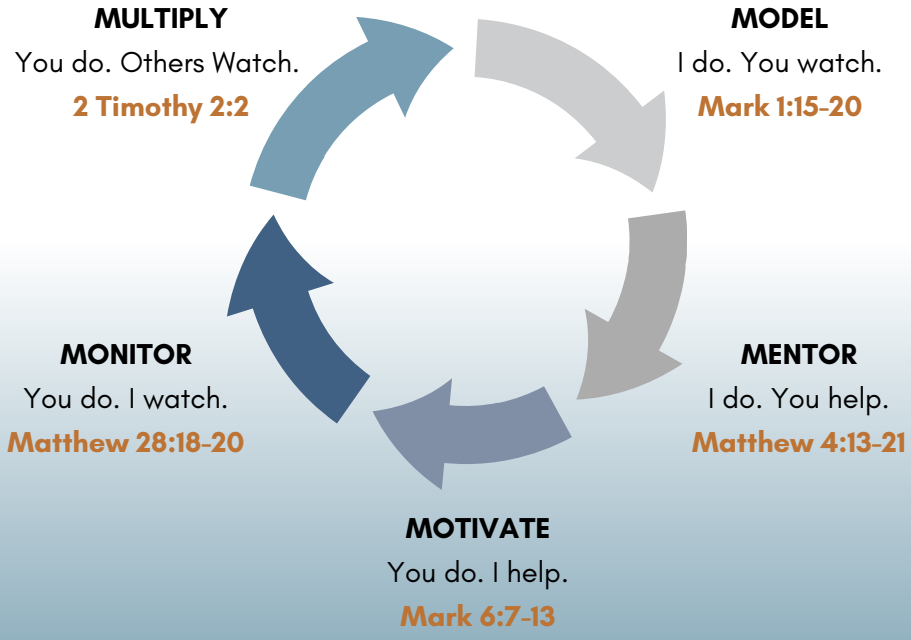 MODEL
I do. You watch.
Mark 1:15-20
MENTOR
I do. You help.
Matthew 4:13-21
MOTIVATE
You do. I help.
Mark 6:7-13
MONITOR
You do. I watch.
Matthew 28:18-20
MULTIPLY
You do. Others Watch.
2 Timothy 2:2